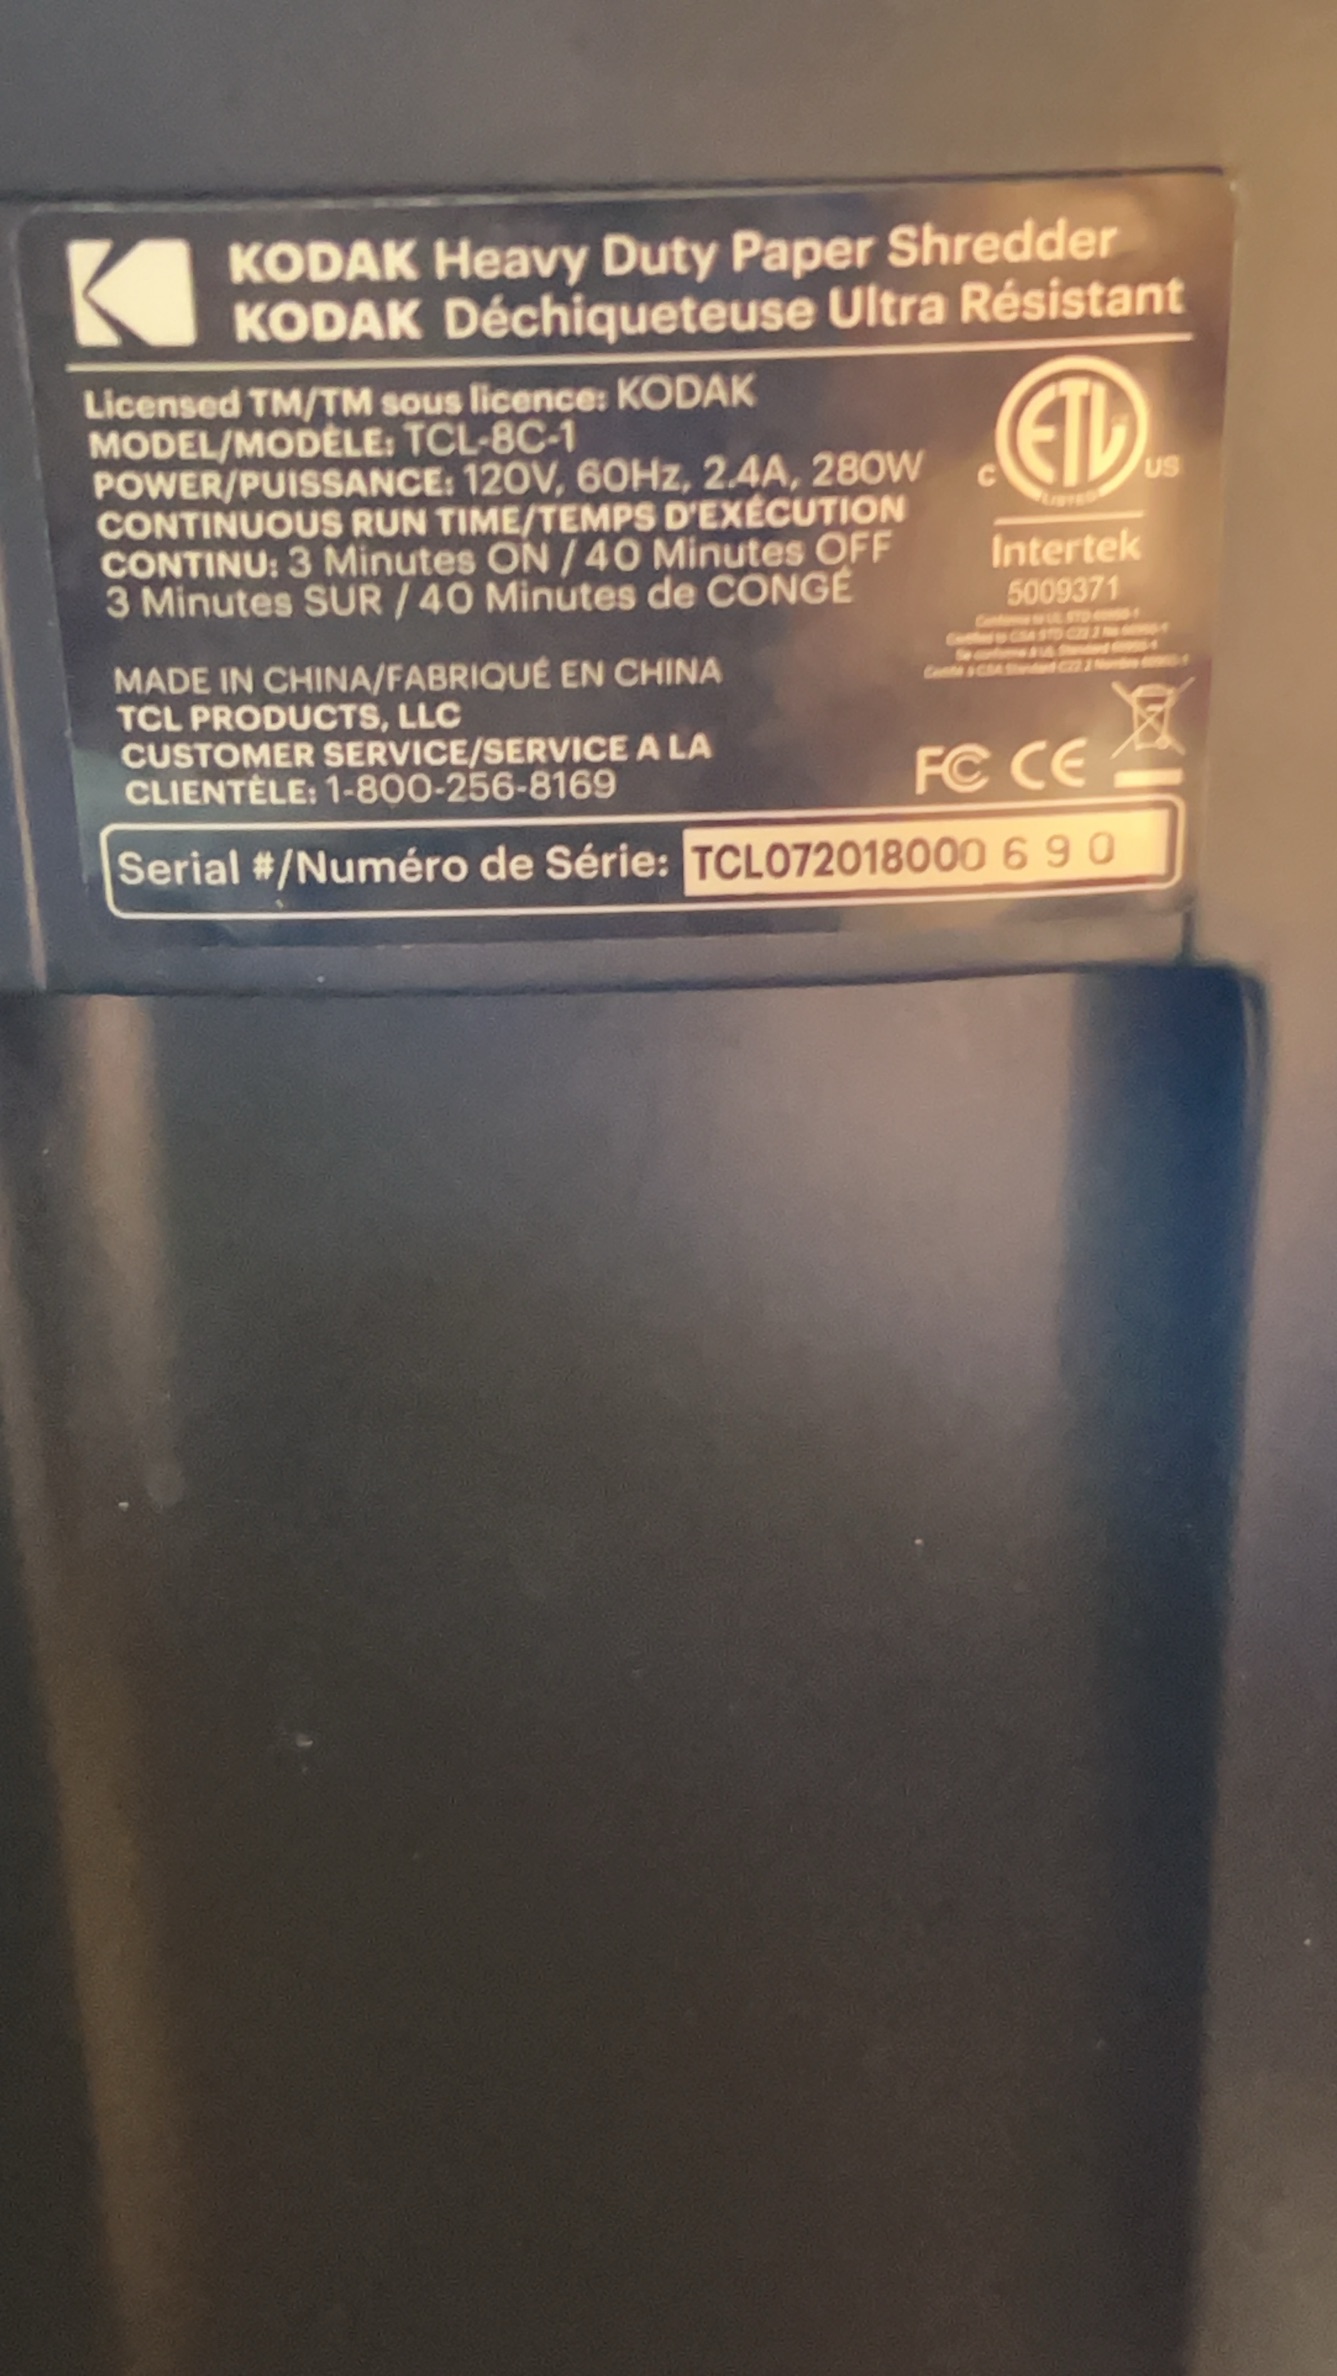 KODAK Heavy Duty Paper Shredder
KODAK Déchiqueteuse Ultra Résistant
Licensed TM/TM sous licence: KODAK
MODEL/MODÈLE: TCL-8C-1
POWER/PUISSANCE: 120V, 60Hz, 2.4A, 280W
CONTINUOUS RUN TIME/TEMPS D'EXÉCUTION
CONTINU: 3 Minutes ON / 40 Minutes OFF
3 Minutes SUR / 40 Minutes de CONGÉ
ETL
C US
LISTED
Intertek
5009371
MADE IN CHINA/FABRIQUÉ EN CHINA
TCL PRODUCTS, LLC
CUSTOMER SERVICE/SERVICE A LA
CLIENTÈLE: 1-800-256-8169
FC CE
Serial #/Numéro de Série: TCL072018000 6 9 0